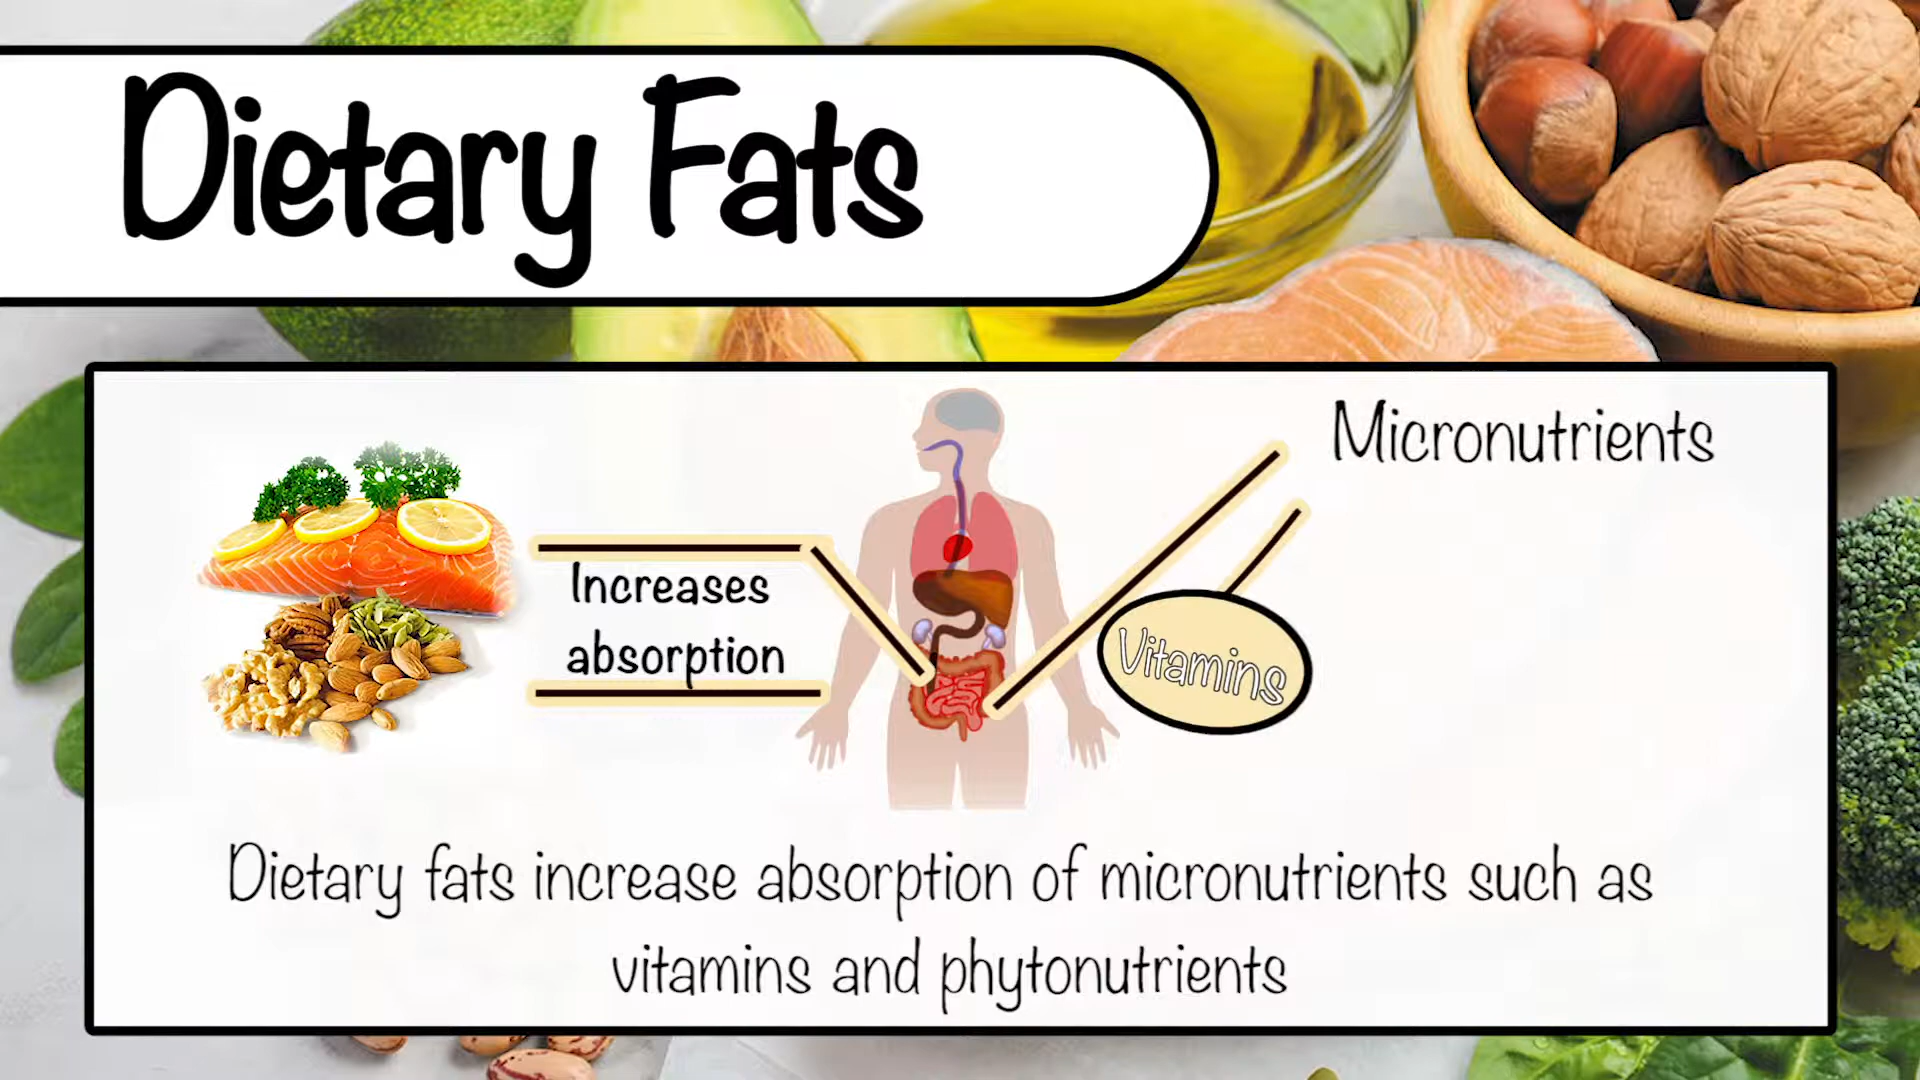 Dietary Fats
Micronutrients
Increases
absorption
Vitamins
Dietary fats increase absorption of micronutrients such as
vitamins and phytonutrients